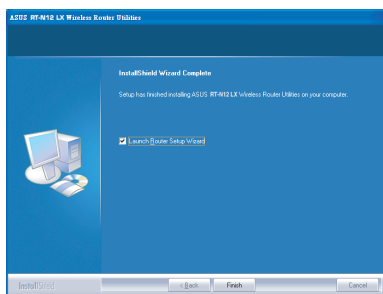 ASUS RT-N12 LX Wireless Router Utilities
InstallShield Wizard Complete
Setup has finished installing ASUS RT-N12 LX Wireless Router Utilities on your computer.
Launch Router Setup Wizard
InstallShield
< Back
Finish
Cancel